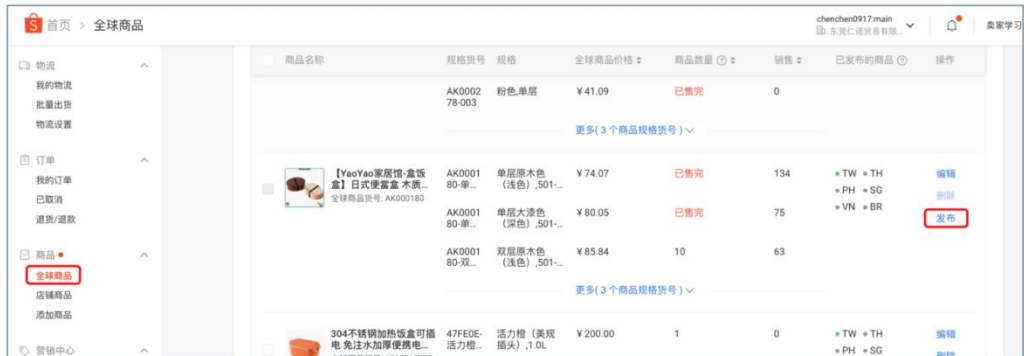 首页 > 全球商品
chenchen0917:main
东莞仁诺贸易有限...
卖家学习
物流
我的物流
批量出货
物流设置
订单
我的订单
已取消
退货/退款
商品
全球商品
店铺商品
添加商品
营销中心
商品名称 规格货号 规格 全球商品价格 商品数量 销售 已发布的商品 操作
AK0002 粉色,单层 ¥41.09 已售完 0
78-003
更多(3个商品规格货号)
【YaoYao家居馆-盒饭 AK0001 单层原木色 ¥74.07 已售完 134 TW TH 编辑
盒】日式便當盒 木质... 80-单... （浅色）,501-... PH SG 删除
全球商品货号: AK000180 VN BR 发布
AK0001 单层大漆色 ¥80.05 已售完 75
80-单... （深色）,501-...
AK0001 双层原木色 ¥85.84 10 63
80-双... （浅色）,501-...
更多(3个商品规格货号)
304不锈钢加热饭盒可插 47FE0E- 活力橙（美规 ¥200.00 1 0 TW TH 编辑
电 免注水加厚便携电... 活力橙... 插头）,1.0L PH SG 删除